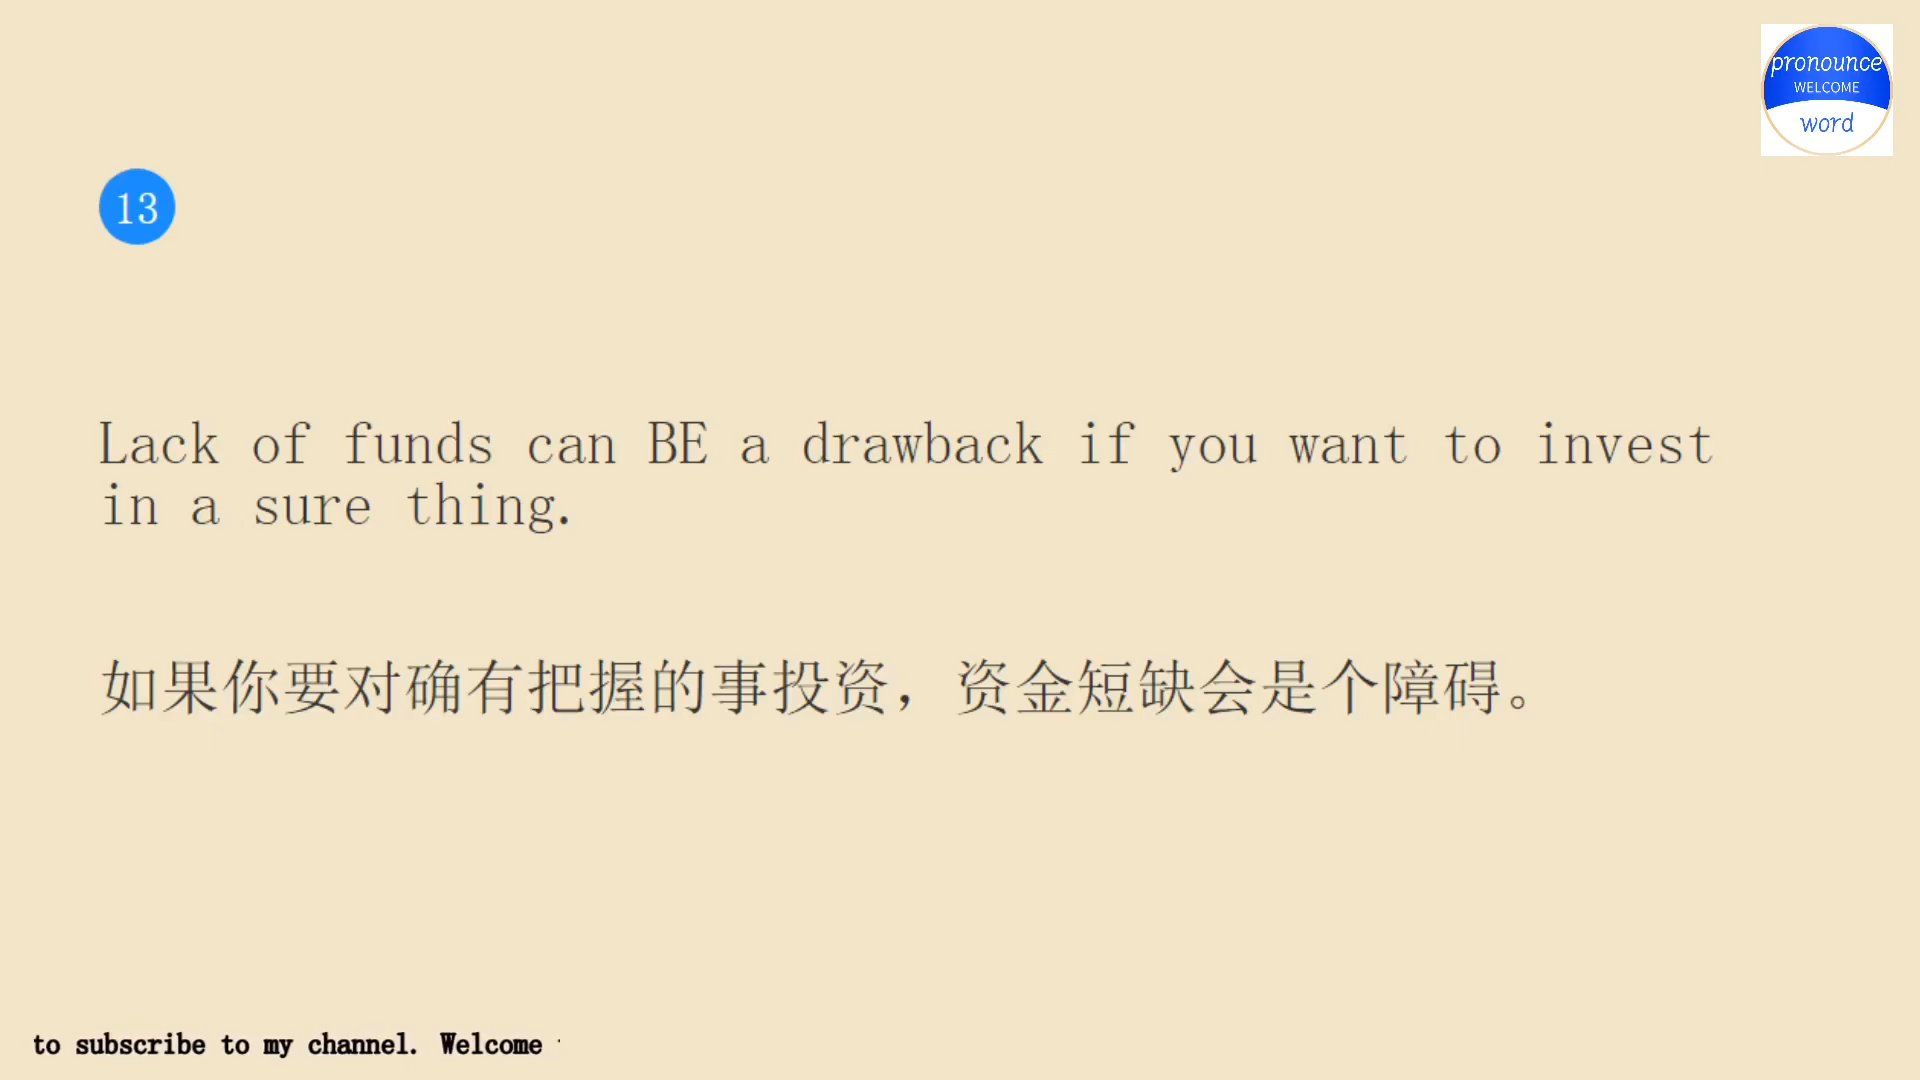 pronounce
WELCOME
word
13
Lack of funds can BE a drawback if you want to invest
in a sure thing.
如果你要对确有把握的事投资，资金短缺会是个障碍。
to subscribe to my channel. Welcome